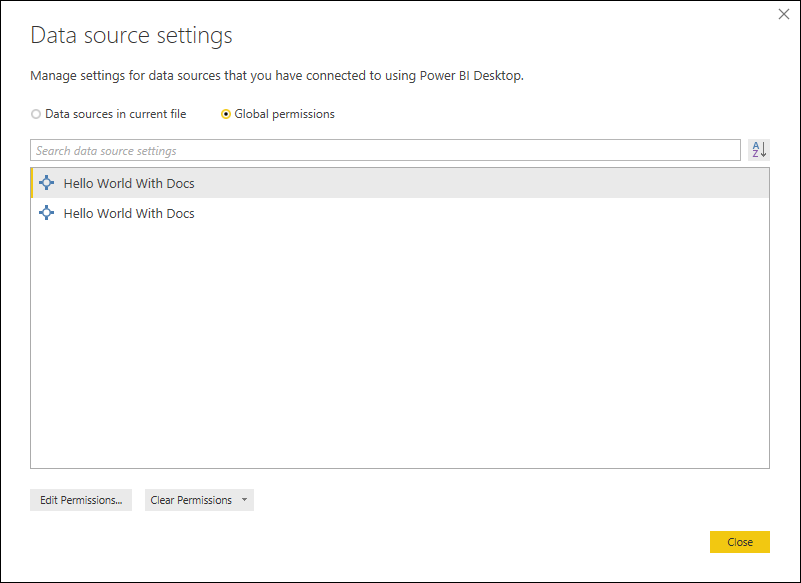 Data source settings
Manage settings for data sources that you have connected to using Power BI Desktop.
Data sources in current file
Global permissions
Search data source settings
A
Z
Hello World With Docs
Hello World With Docs
Edit Permissions...
Clear Permissions
Close